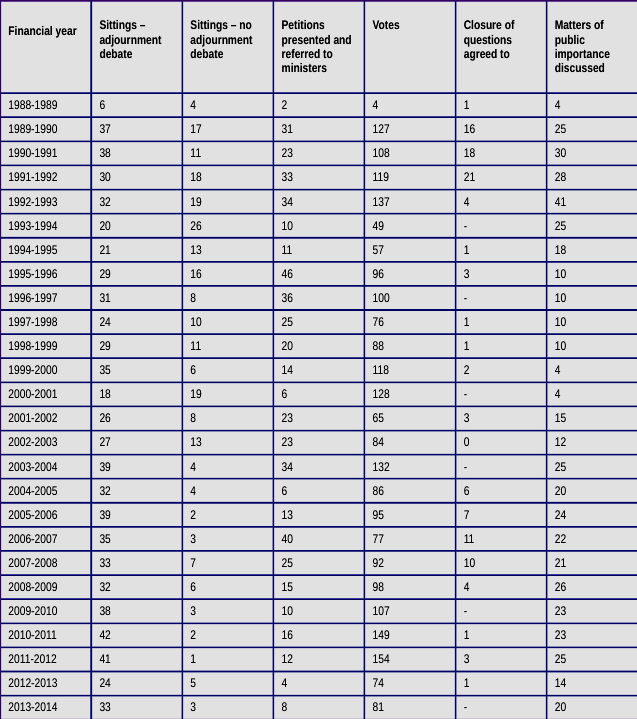 Financial year Sittings – adjournment debate Sittings – no adjournment debate Petitions presented and referred to ministers Votes Closure of questions agreed to Matters of public importance discussed
1988-1989 6 4 2 4 1 4
1989-1990 37 17 31 127 16 25
1990-1991 38 11 23 108 18 30
1991-1992 30 18 33 119 21 28
1992-1993 32 19 34 137 4 41
1993-1994 20 26 10 49 - 25
1994-1995 21 13 11 57 1 18
1995-1996 29 16 46 96 3 10
1996-1997 31 8 36 100 - 10
1997-1998 24 10 25 76 1 10
1998-1999 29 11 20 88 1 10
1999-2000 35 6 14 118 2 4
2000-2001 18 19 6 128 - 4
2001-2002 26 8 23 65 3 15
2002-2003 27 13 23 84 0 12
2003-2004 39 4 34 132 - 25
2004-2005 32 4 6 86 6 20
2005-2006 39 2 13 95 7 24
2006-2007 35 3 40 77 11 22
2007-2008 33 7 25 92 10 21
2008-2009 32 6 15 98 4 26
2009-2010 38 3 10 107 - 23
2010-2011 42 2 16 149 1 23
2011-2012 41 1 12 154 3 25
2012-2013 24 5 4 74 1 14
2013-2014 33 3 8 81 - 20